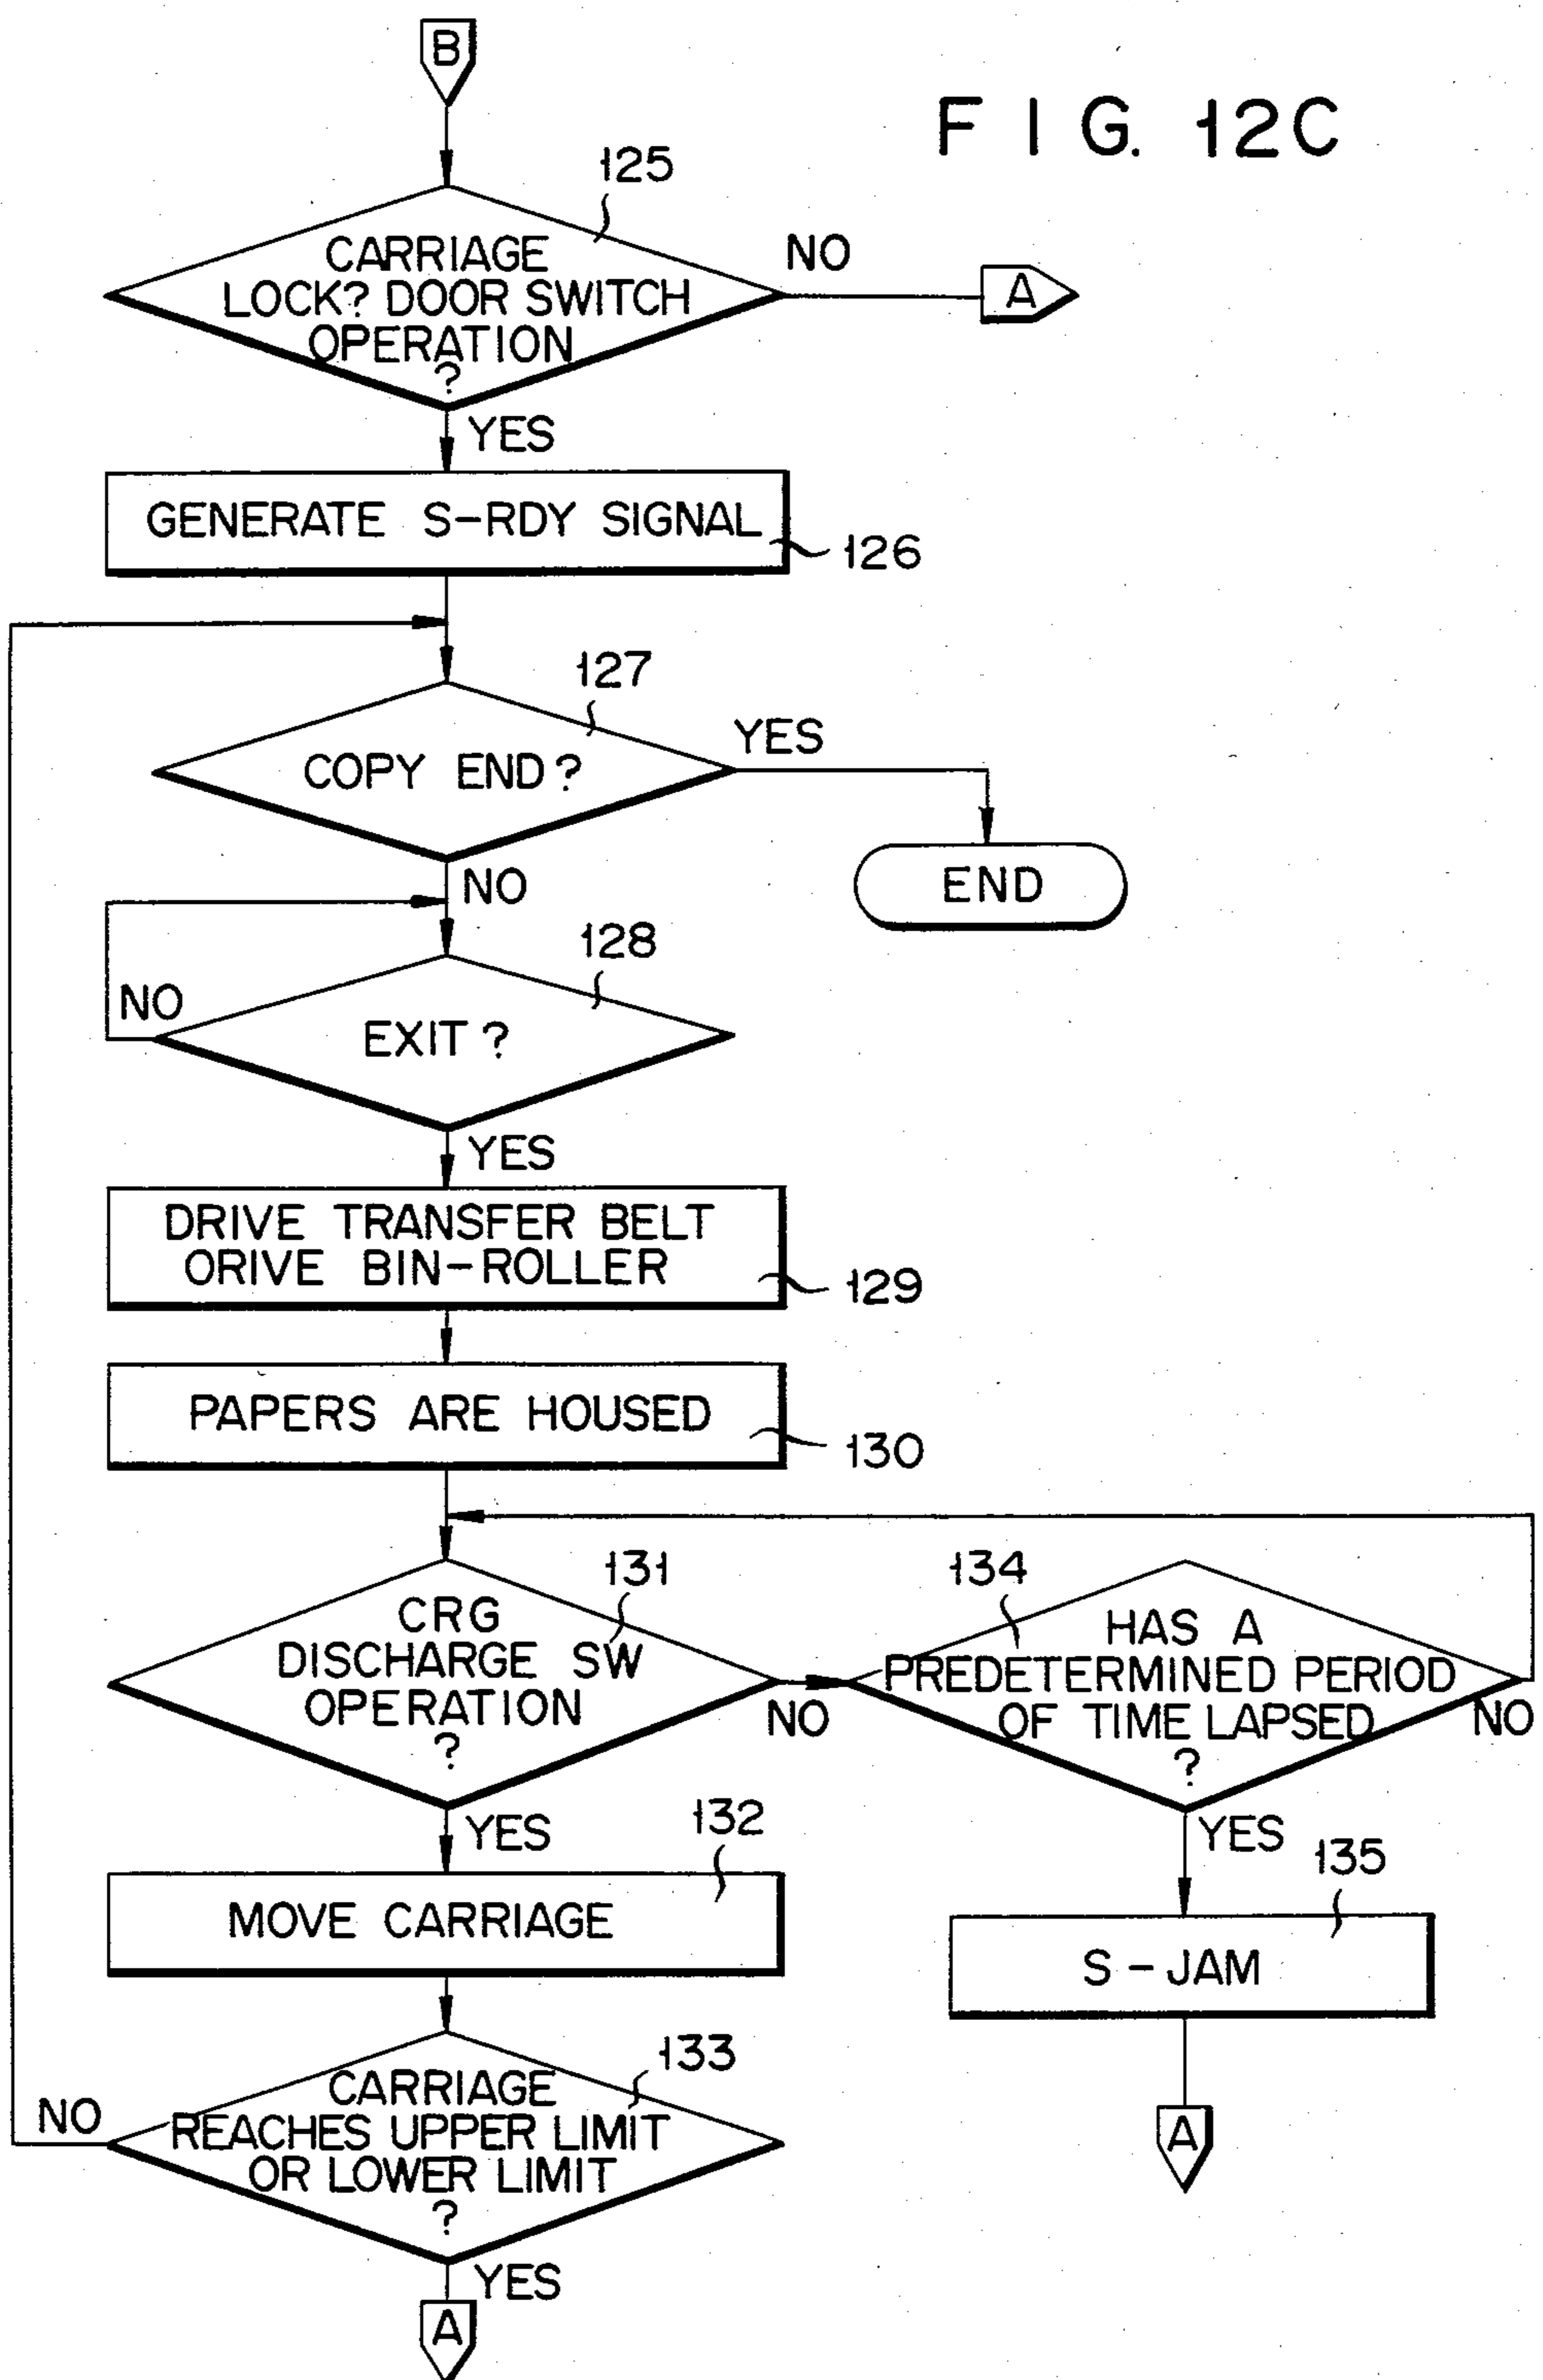 B
F I G. 12C
125
CARRIAGE
LOCK? DOOR SWITCH
OPERATION
?
NO
A
YES
GENERATE S-RDY SIGNAL
126
127
COPY END?
YES
END
NO
128
NO
EXIT?
YES
DRIVE TRANSFER BELT
ORIVE BIN-ROLLER
129
PAPERS ARE HOUSED
130
131
CRG
DISCHARGE SW
OPERATION
?
NO
134
HAS A
PREDETERMINED PERIOD
OF TIME LAPSED
?
NO
YES
132
MOVE CARRIAGE
YES
135
S-JAM
A
133
CARRIAGE
REACHES UPPER LIMIT
OR LOWER LIMIT
?
NO
YES
A